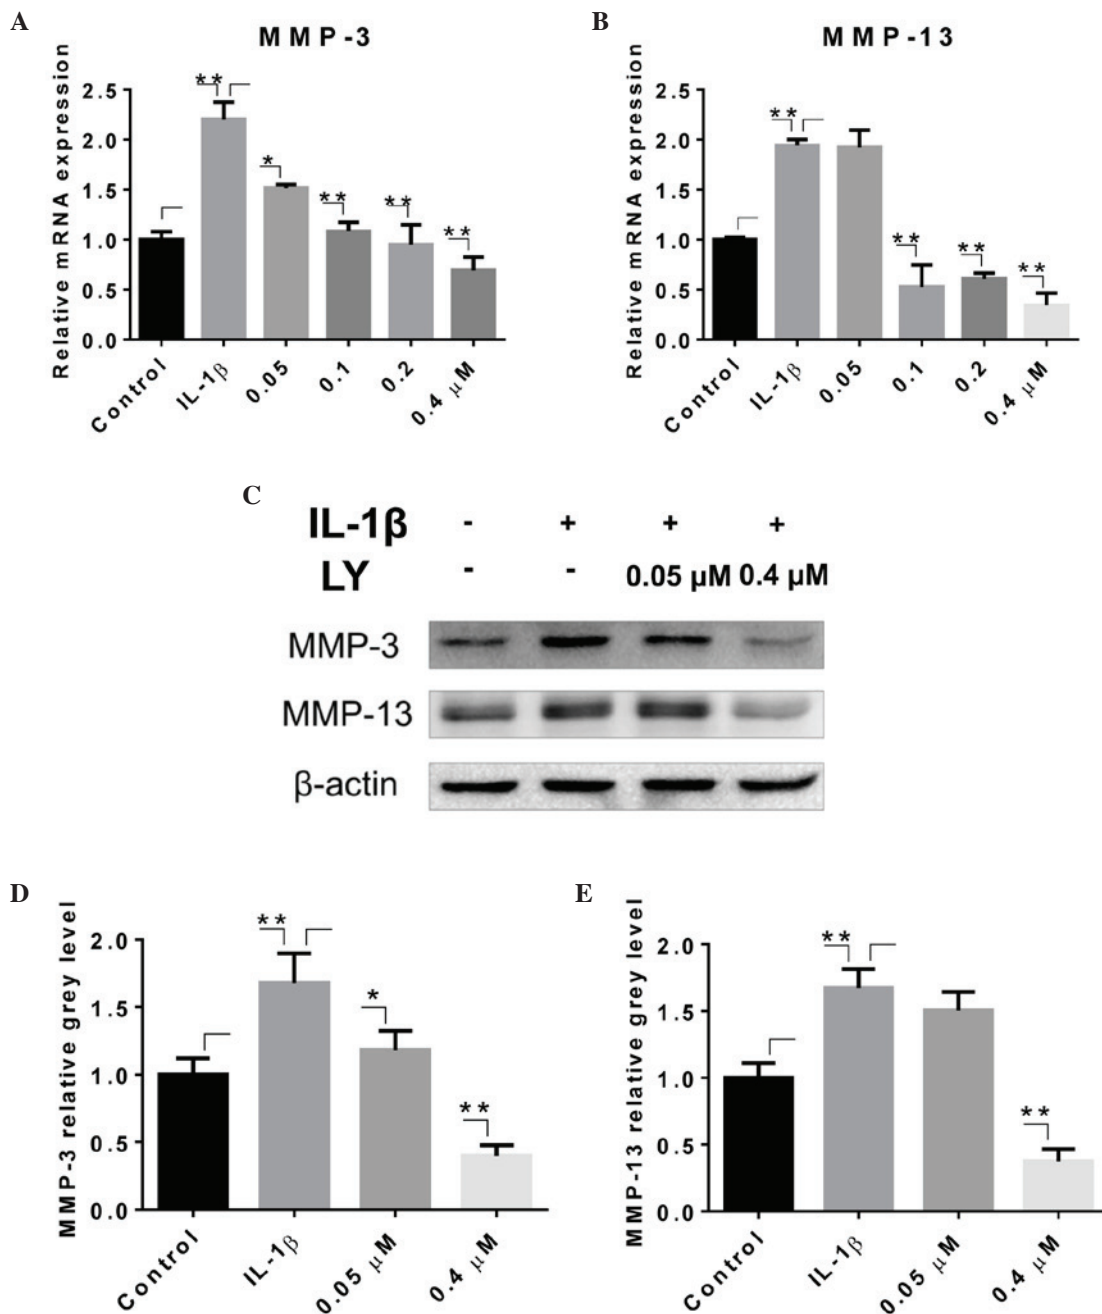 A
B
MMP-3
MMP-13
Relative mRNA expression
2.5
2.0
1.5
1.0
0.5
0.0
**
*
**
**
**
Control
IL-1β
0.05
0.1
0.2
0.4 μM
Relative mRNA expression
2.5
2.0
1.5
1.0
0.5
0.0
**
**
**
**
Control
IL-1β
0.05
0.1
0.2
0.4 μM
C
IL-1β - + + +
LY - - 0.05 μM 0.4 μM
MMP-3
MMP-13
β-actin
D
E
MMP-3 relative grey level
2.0
1.5
1.0
0.5
0.0
**
*
**
Control
IL-1β
0.05 μM
0.4 μM
MMP-13 relative grey level
2.0
1.5
1.0
0.5
0.0
**
**
Control
IL-1β
0.05 μM
0.4 μM